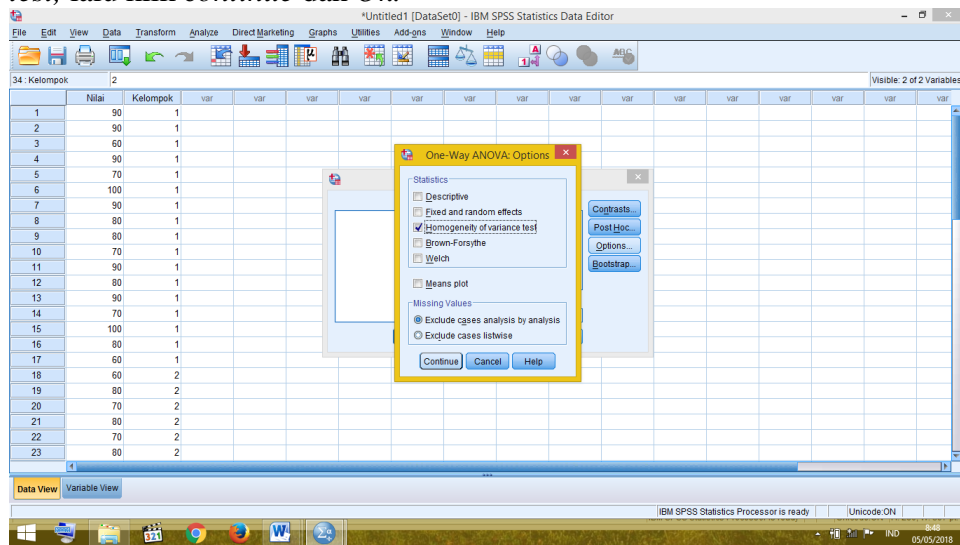 test, lalu klik continue dan OK.
*Untitled1 [DataSet0] - IBM SPSS Statistics Data Editor
File Edit View Data Transform Analyze Direct Marketing Graphs Utilities Add-ons Window Help
34 : Kelompok 2 Visible: 2 of 2 Variables
Nilai Kelompok var var var var var var var var var var var var var var var
1 90 1
2 90 1
3 60 1
4 90 1
5 70 1
6 100 1
7 90 1
8 80 1
9 80 1
10 70 1
11 90 1
12 80 1
13 90 1
14 70 1
15 100 1
16 80 1
17 60 1
18 60 2
19 80 2
20 70 2
21 80 2
22 70 2
23 80 2
One-Way ANOVA: Options
Statistics
Descriptive
Fixed and random effects
Homogeneity of variance test
Brown-Forsythe
Welch
Means plot
Missing Values
Exclude cases analysis by analysis
Exclude cases listwise
Continue Cancel Help
Contrasts...
Post Hoc...
Options...
Bootstrap...
Data View Variable View
IBM SPSS Statistics Processor is ready Unicode:ON
IND 8:48
05/05/2018